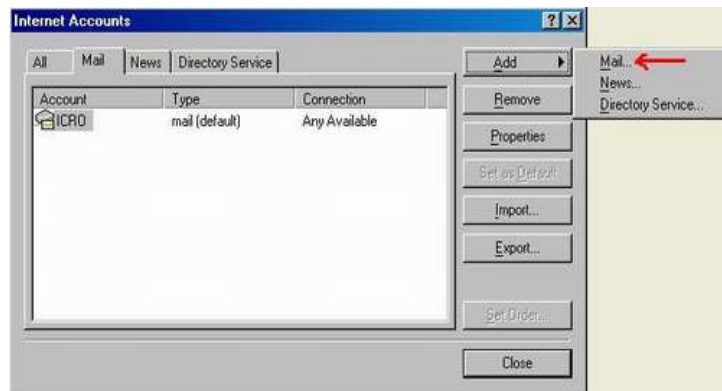 Internet Accounts
All Mail News Directory Service
Account Type Connection
ICRO mail (default) Any Available
Add
Remove
Properties
Set as Default
Import...
Export...
Set Order...
Close
Mail...
News...
Directory Service...